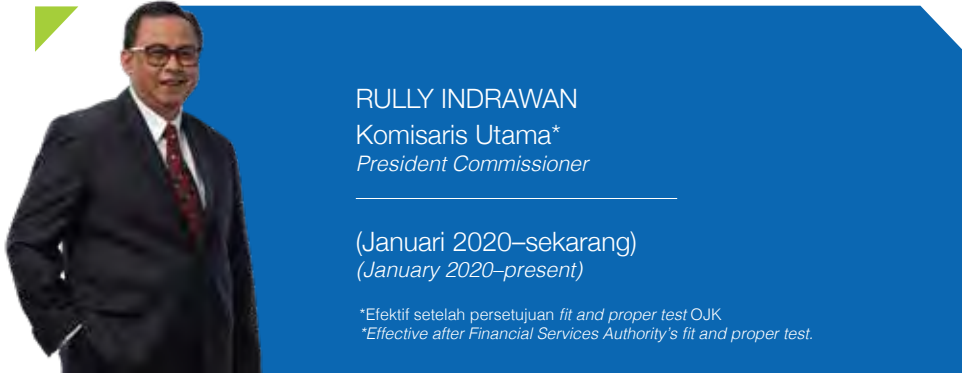 RULLY INDRAWAN
Komisaris Utama*
President Commissioner
(Januari 2020–sekarang)
(January 2020–present)
*Efektif setelah persetujuan fit and proper test OJK
*Effective after Financial Services Authority's fit and proper test.